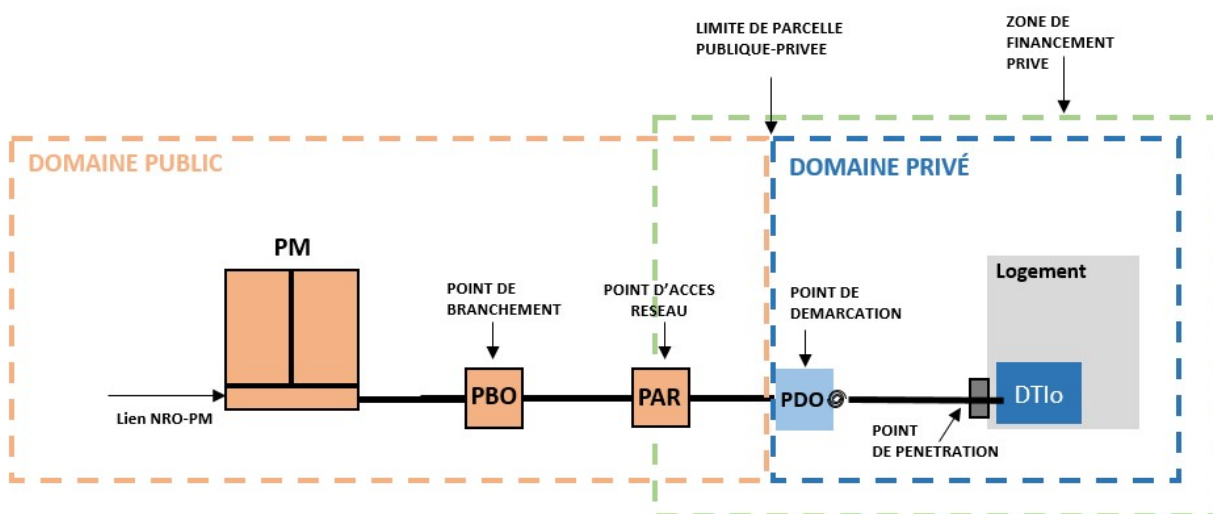 LIMITE DE PARCELLE
PUBLIQUE-PRIVEE
ZONE DE
FINANCEMENT
PRIVE
DOMAINE PUBLIC
DOMAINE PRIVÉ
PM
Logement
POINT DE
BRANCHEMENT
POINT D'ACCES
RESEAU
POINT DE
DEMARCATION
Lien NRO-PM
PBO
PAR
PDO
DTIo
POINT
DE PENETRATION